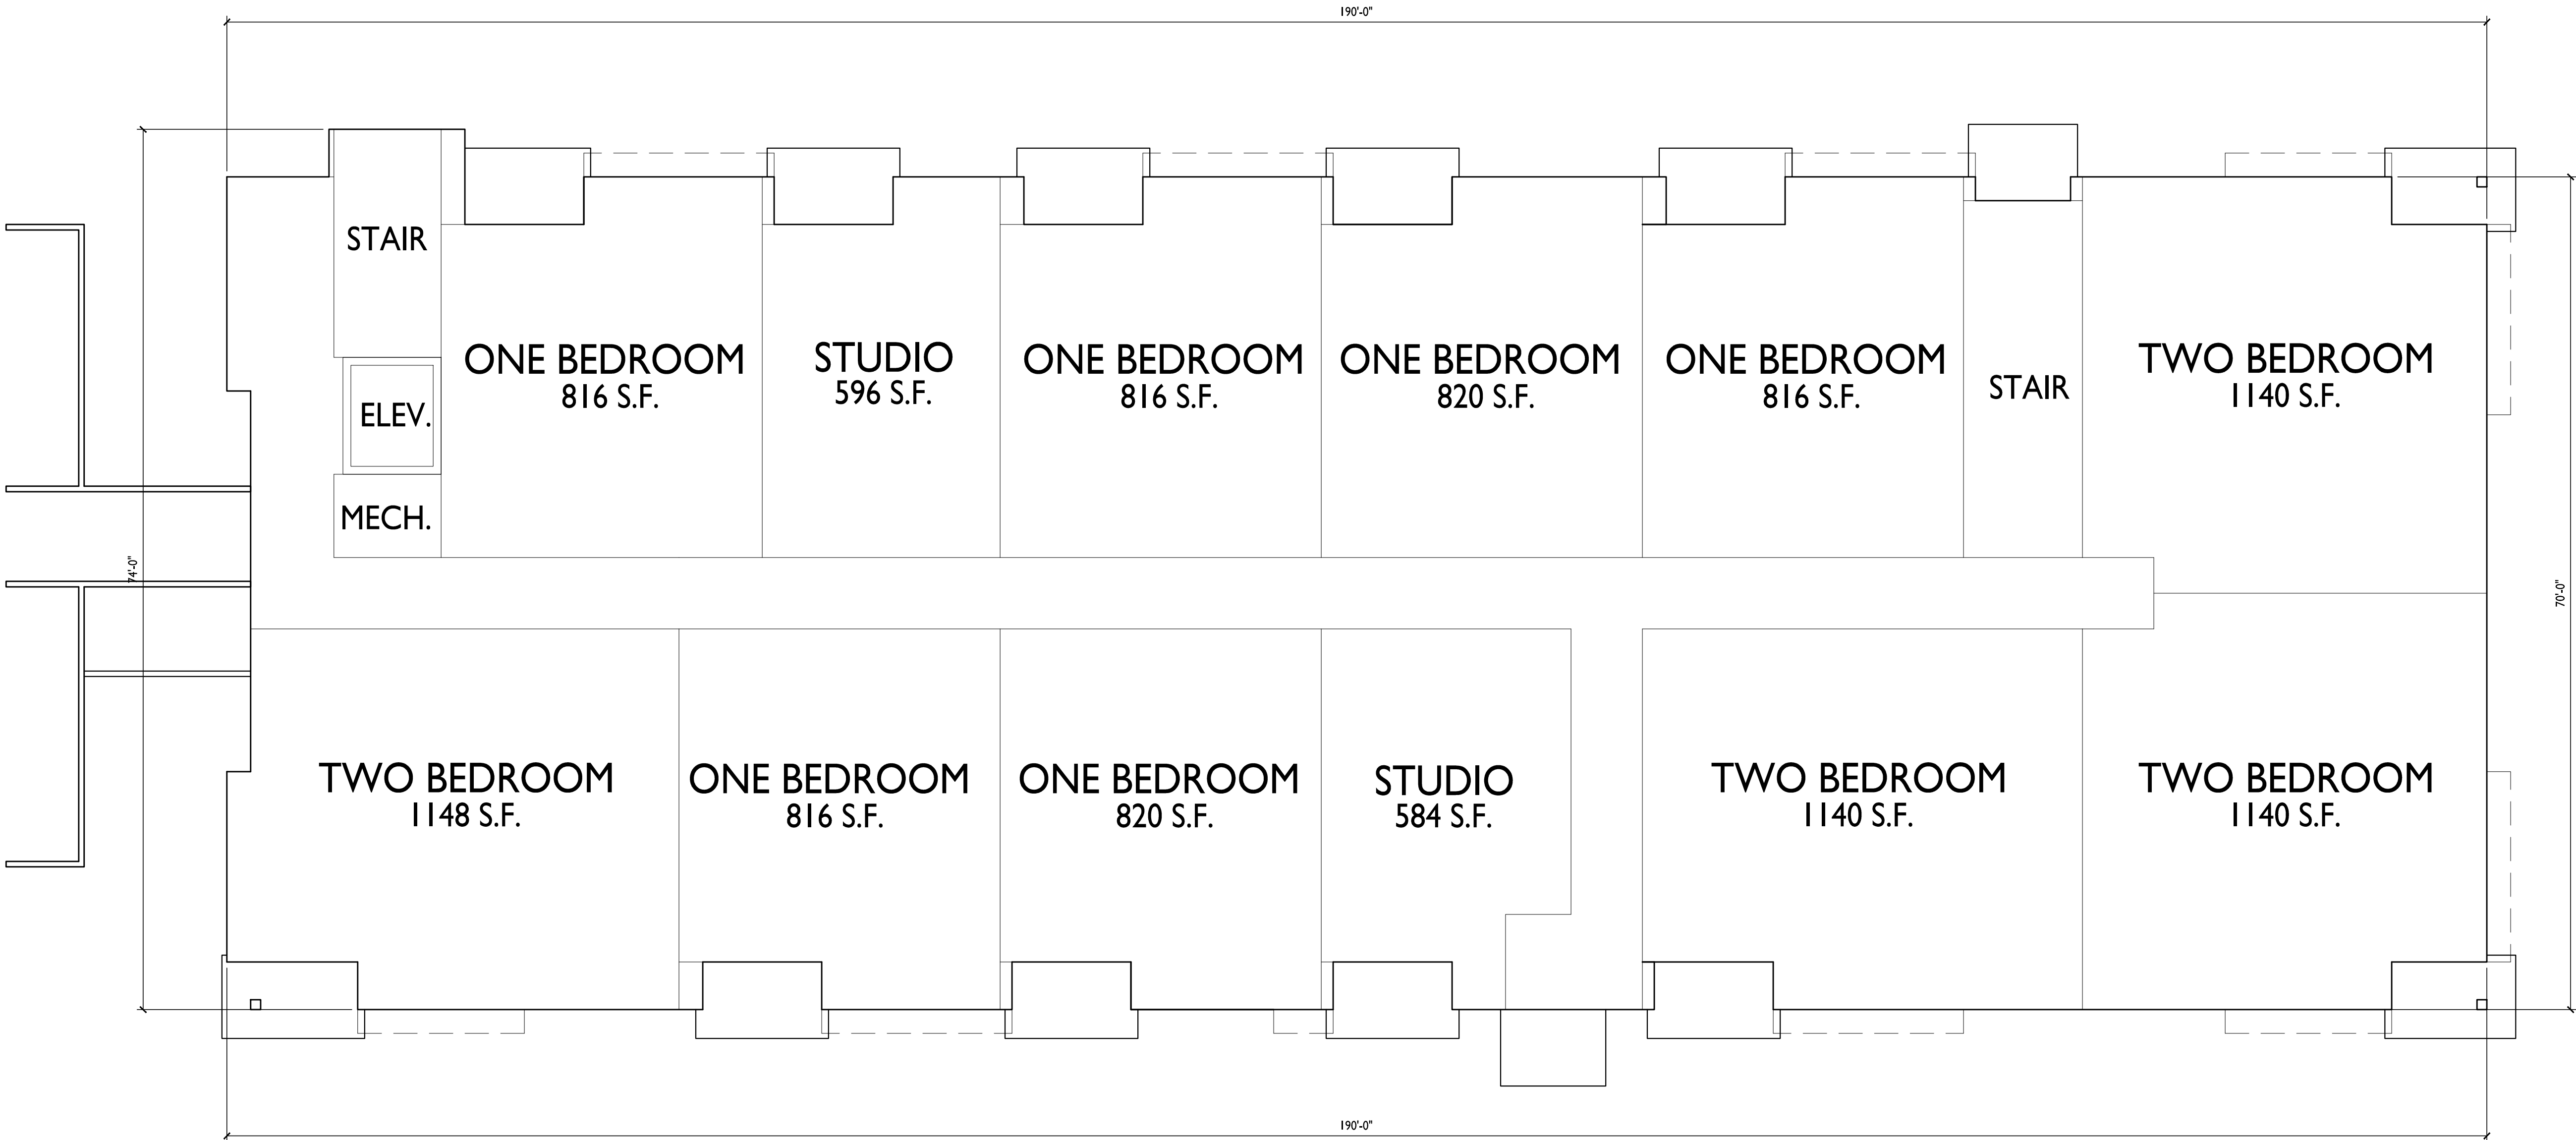 190'-0"
STAIR
ELEV.
MECH.
ONE BEDROOM
816 S.F.
STUDIO
596 S.F.
ONE BEDROOM
816 S.F.
ONE BEDROOM
820 S.F.
ONE BEDROOM
816 S.F.
STAIR
TWO BEDROOM
1140 S.F.
74'-0"
70'-0"
TWO BEDROOM
1148 S.F.
ONE BEDROOM
816 S.F.
ONE BEDROOM
820 S.F.
STUDIO
584 S.F.
TWO BEDROOM
1140 S.F.
TWO BEDROOM
1140 S.F.
190'-0"